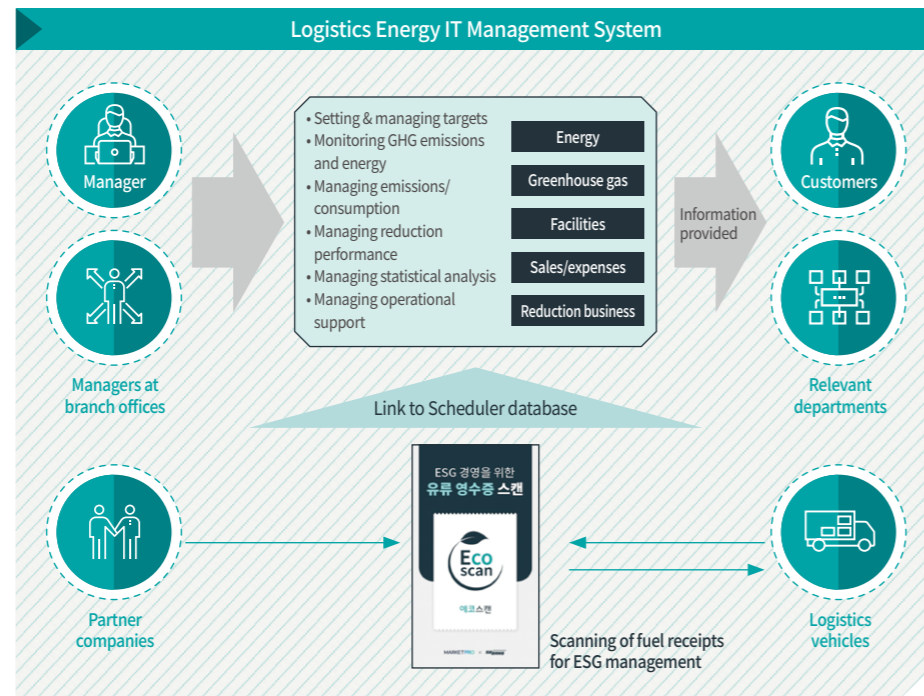 Logistics Energy IT Management System
Manager
Managers at
branch offices
• Setting & managing targets
• Monitoring GHG emissions
and energy
• Managing emissions/
consumption
• Managing reduction
performance
• Managing statistical analysis
• Managing operational
support
Energy
Greenhouse gas
Facilities
Sales/expenses
Reduction business
Information
provided
Customers
Relevant
departments
Link to Scheduler database
Partner
companies
ESG 경영을 위한
유류 영수증 스캔
Eco
scan
에코스캔
MARKETPRO ×
Scanning of fuel receipts
for ESG management
Logistics
vehicles